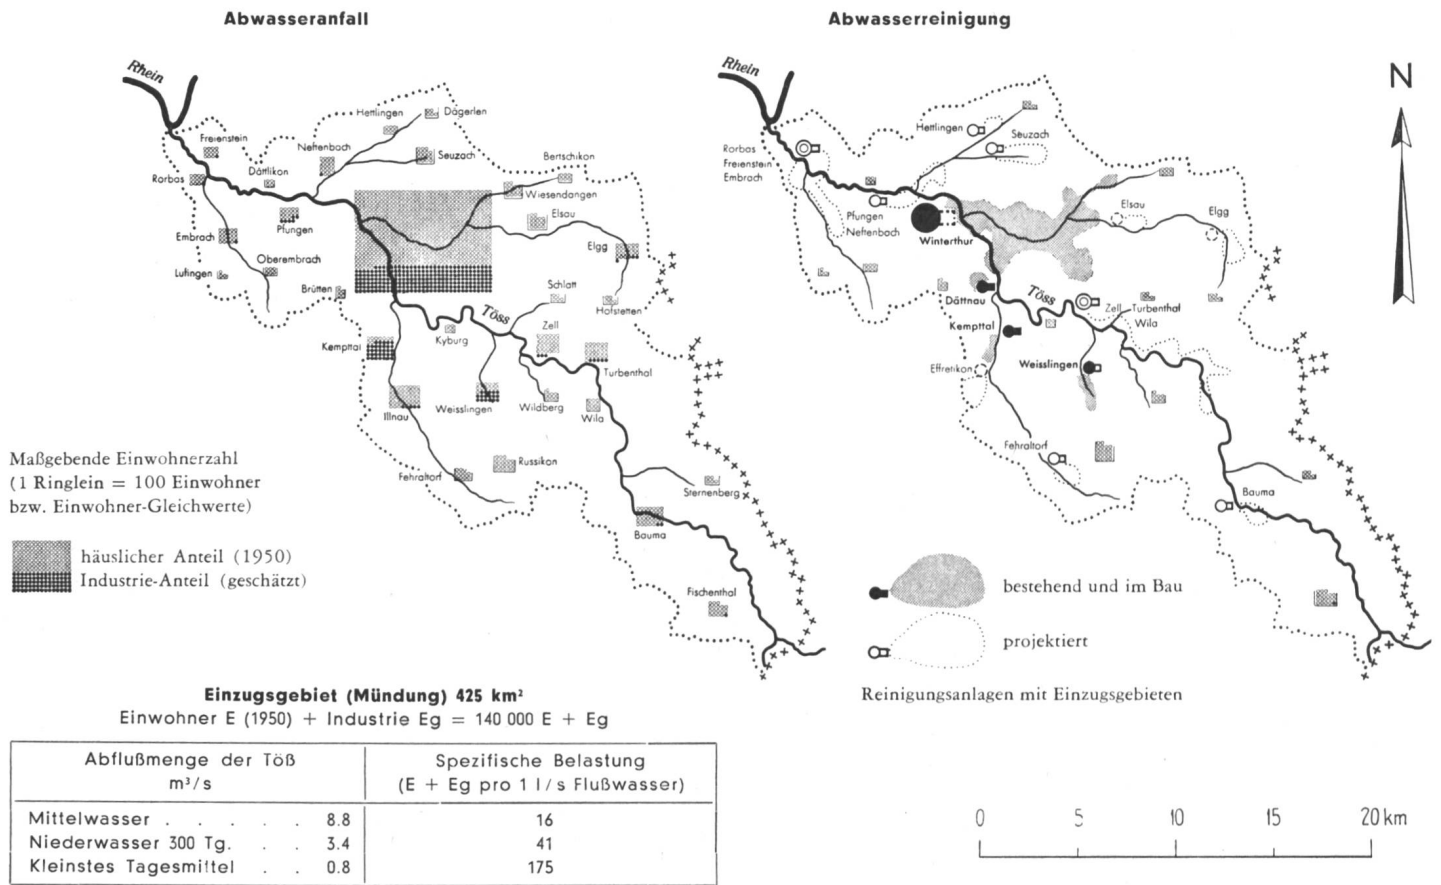 Abwasseranfall
Rhein
Hettlingen
Dägerlen
Freienstein
Neftenbach
Seuzach
Bertschikon
Dättlikon
Rorbas
Wiesendangen
Pfungen
Elsau
Embrach
Elgg
Oberembrach
Lufingen
Brütten
Schlatt
Hofstetten
Töss
Zell
Kyburg
Kempttal
Turbenthal
Illnau
Weisslingen
Wildberg
Wila
Russikon
Fehraltorf
Sternenberg
Bauma
Fischenthal
Maßgebende Einwohnerzahl
(1 Ringlein = 100 Einwohner
bzw. Einwohner-Gleichwerte)
häuslicher Anteil (1950)
Industrie-Anteil (geschätzt)
Abwasserreinigung
Rhein
N
Hettlingen
Seuzach
Rorbas
Freienstein
Embrach
Elsau
Elgg
Pfungen
Neftenbach
Winterthur
Dättnau
Töss
Zell
Turbenthal
Wila
Kempttal
Weisslingen
Effretikon
Fehraltorf
Bauma
bestehend und im Bau
projektiert
Reinigungsanlagen mit Einzugsgebieten
Einzugsgebiet (Mündung) 425 km²
Einwohner E (1950) + Industrie Eg = 140 000 E + Eg
Abflußmenge der Töß
m³/s
Spezifische Belastung
(E + Eg pro 1 l/s Flußwasser)
Mittelwasser . . . . . 8.8 16
Niederwasser 300 Tg. . . 3.4 41
Kleinstes Tagesmittel . . 0.8 175
0 5 10 15 20 km